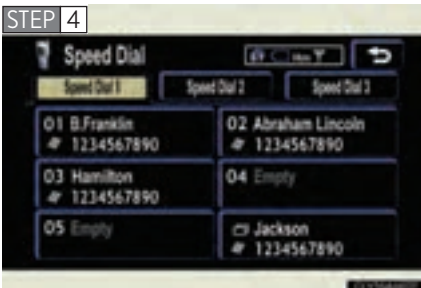 STEP 4
Speed Dial
Speed Dial 1 Speed Dial 2 Speed Dial 3
01 B.Franklin 02 Abraham Lincoln
1234567890 1234567890
03 Hamilton 04 Empty
1234567890
05 Empty Jackson
1234567890